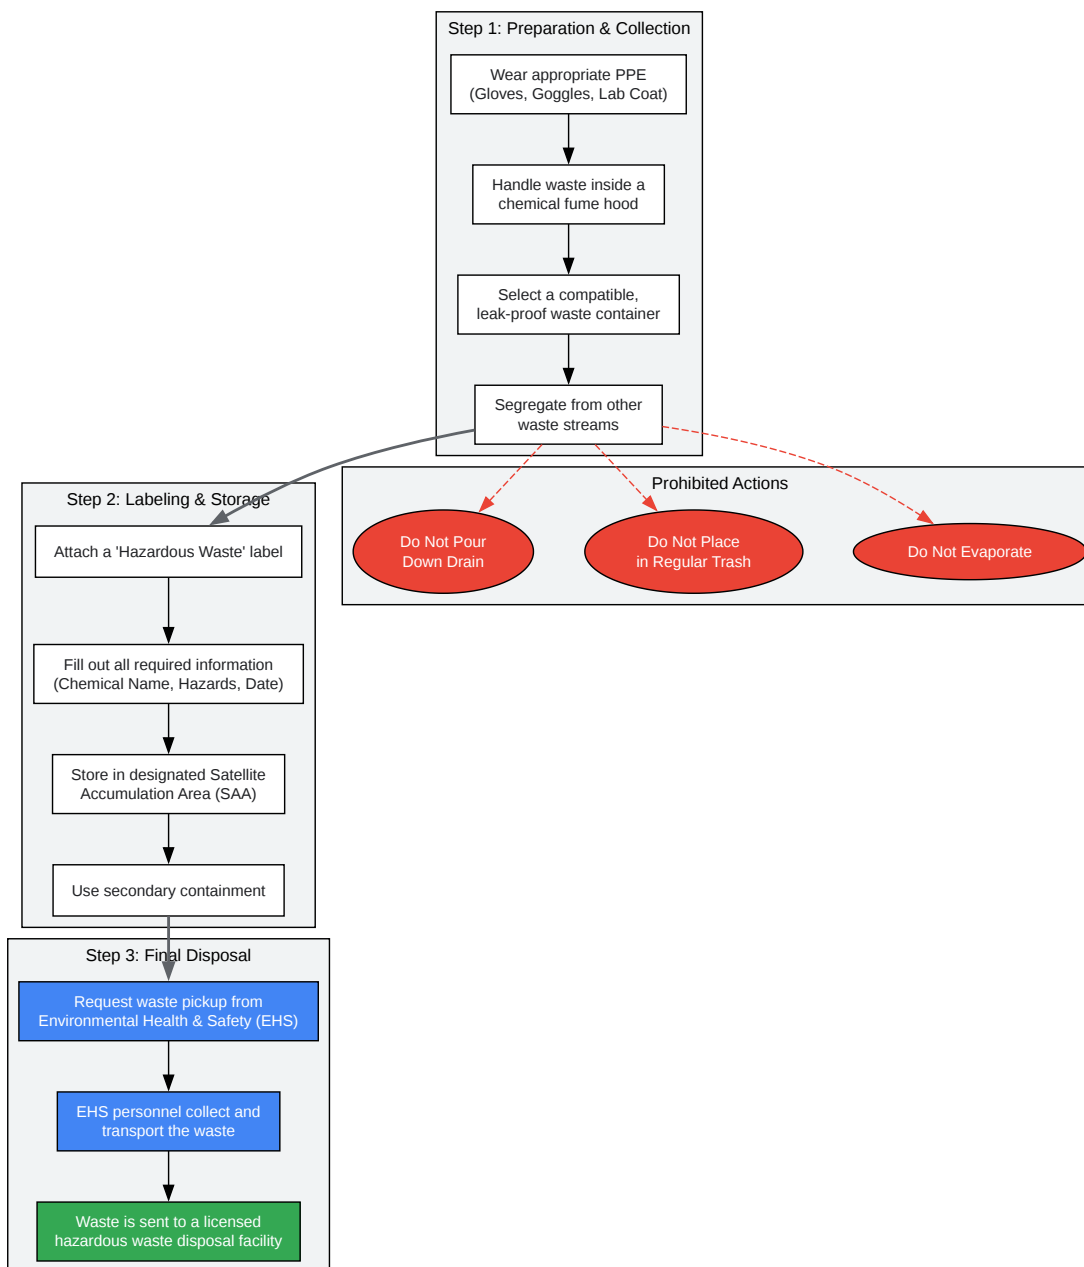 Step 1: Preparation & Collection
Wear appropriate PPE
(Gloves, Goggles, Lab Coat)
Handle waste inside a
chemical fume hood
Select a compatible,
leak-proof waste container
Segregate from other
waste streams
Prohibited Actions
Do Not Pour
Down Drain
Do Not Place
in Regular Trash
Do Not Evaporate
Step 2: Labeling & Storage
Attach a 'Hazardous Waste' label
Fill out all required information
(Chemical Name, Hazards, Date)
Store in designated Satellite
Accumulation Area (SAA)
Use secondary containment
Step 3: Final Disposal
Request waste pickup from
Environmental Health & Safety (EHS)
EHS personnel collect and
transport the waste
Waste is sent to a licensed
hazardous waste disposal facility